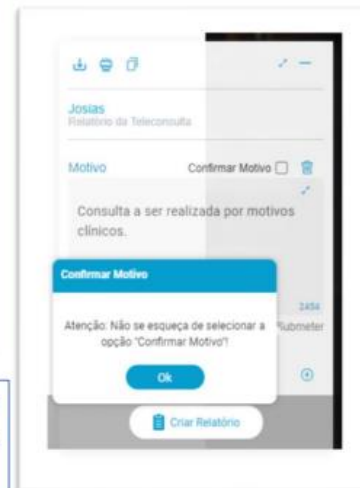 Josias
Relatório da Teleconsulta
Motivo
Confirmar Motivo
Consulta a ser realizada por motivos
clínicos.
2454
Submeter
Confirmar Motivo
Atenção: Não se esqueça de selecionar a
opção "Confirmar Motivo"!
Ok
Criar Relatório